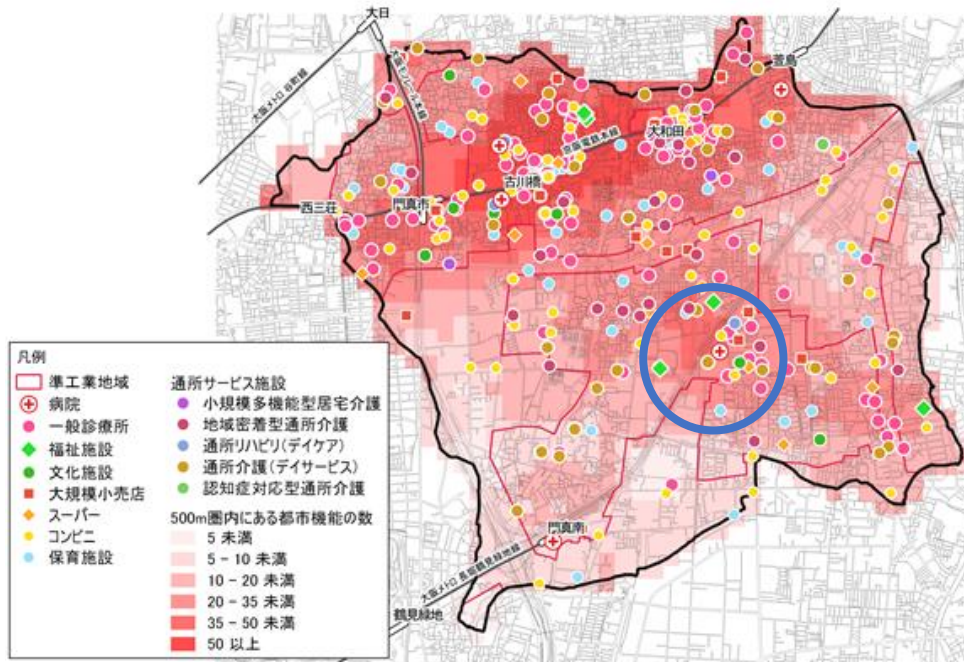 大日
大阪メトロ 谷町線
大阪モノレール本線
萱島
大和田
京阪電鉄本線
古川橋
門真市
西三荘
門真南
大阪メトロ 長堀鶴見緑地線
鶴見緑地
凡例
準工業地域
病院
一般診療所
福祉施設
文化施設
大規模小売店
スーパー
コンビニ
保育施設
通所サービス施設
小規模多機能型居宅介護
地域密着型通所介護
通所リハビリ(デイケア)
通所介護(デイサービス)
認知症対応型通所介護
500m圏内にある都市機能の数
5 未満
5 - 10 未満
10 - 20 未満
20 - 35 未満
35 - 50 未満
50 以上